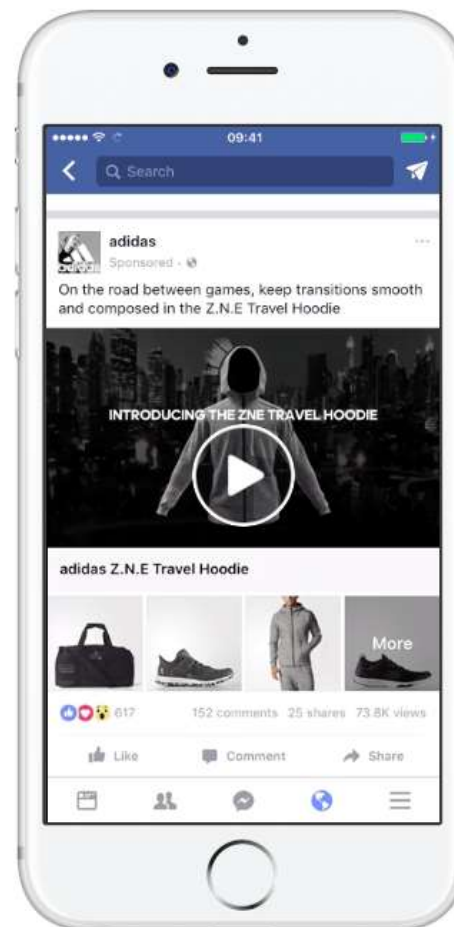 09:41
Search
adidas
Sponsored
On the road between games, keep transitions smooth
and composed in the Z.N.E Travel Hoodie
INTRODUCING THE ZNE TRAVEL HOODIE
adidas Z.N.E Travel Hoodie
More
617 152 comments 25 shares 73.8K views
Like Comment Share